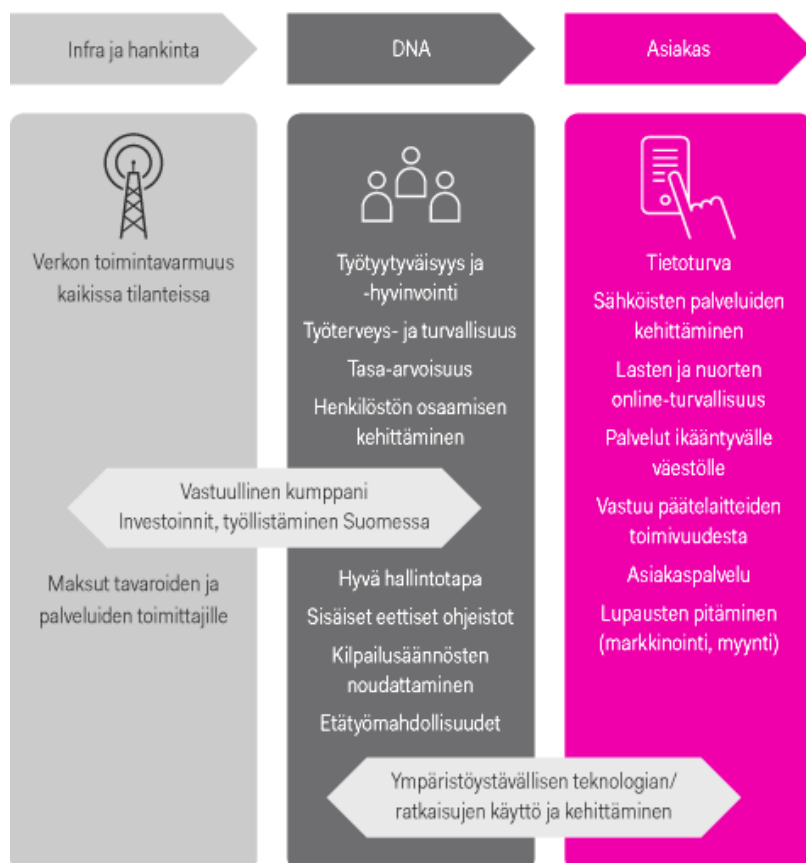 Infra ja hankinta
DNA
Asiakas
Verkon toimintavarmuus
kaikissa tilanteissa
Työtyytyväisyys ja
-hyvinvointi
Työterveys- ja turvallisuus
Tasa-arvoisuus
Henkilöstön osaamisen
kehittäminen
Tietoturva
Sähköisten palveluiden
kehittäminen
Lasten ja nuorten
online-turvallisuus
Palvelut ikääntyvälle
väestölle
Vastuu päätelaitteiden
toimivuudesta
Asiakaspalvelu
Lupausten pitäminen
(markkinointi, myynti)
Vastuullinen kumppani
Investoinnit, työllistäminen Suomessa
Maksut tavaroiden ja
palveluiden toimittajille
Hyvä hallintotapa
Sisäiset eettiset ohjeistot
Kilpailusäännösten
noudattaminen
Etätyömahdollisuudet
Ympäristöystävällisen teknologian/
ratkaisujen käyttö ja kehittäminen